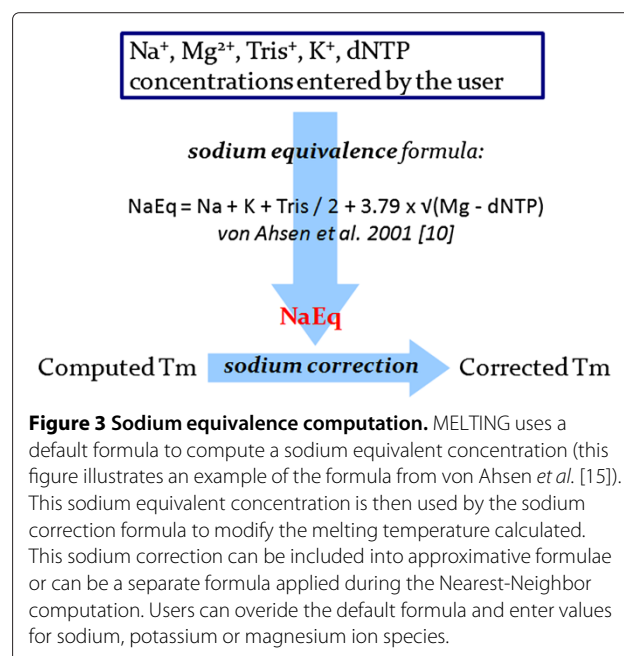 Na⁺, Mg²⁺, Tris⁺, K⁺, dNTP
concentrations entered by the user
sodium equivalence formula:
NaEq = Na + K + Tris / 2 + 3.79 x √(Mg - dNTP)
von Ahsen et al. 2001 [10]
NaEq
Computed Tm sodium correction Corrected Tm
Figure 3 Sodium equivalence computation. MELTING uses a
default formula to compute a sodium equivalent concentration (this
figure illustrates an example of the formula from von Ahsen et al. [15]).
This sodium equivalent concentration is then used by the sodium
correction formula to modify the melting temperature calculated.
This sodium correction can be included into approximative formulae
or can be a separate formula applied during the Nearest-Neighbor
computation. Users can overide the default formula and enter values
for sodium, potassium or magnesium ion species.